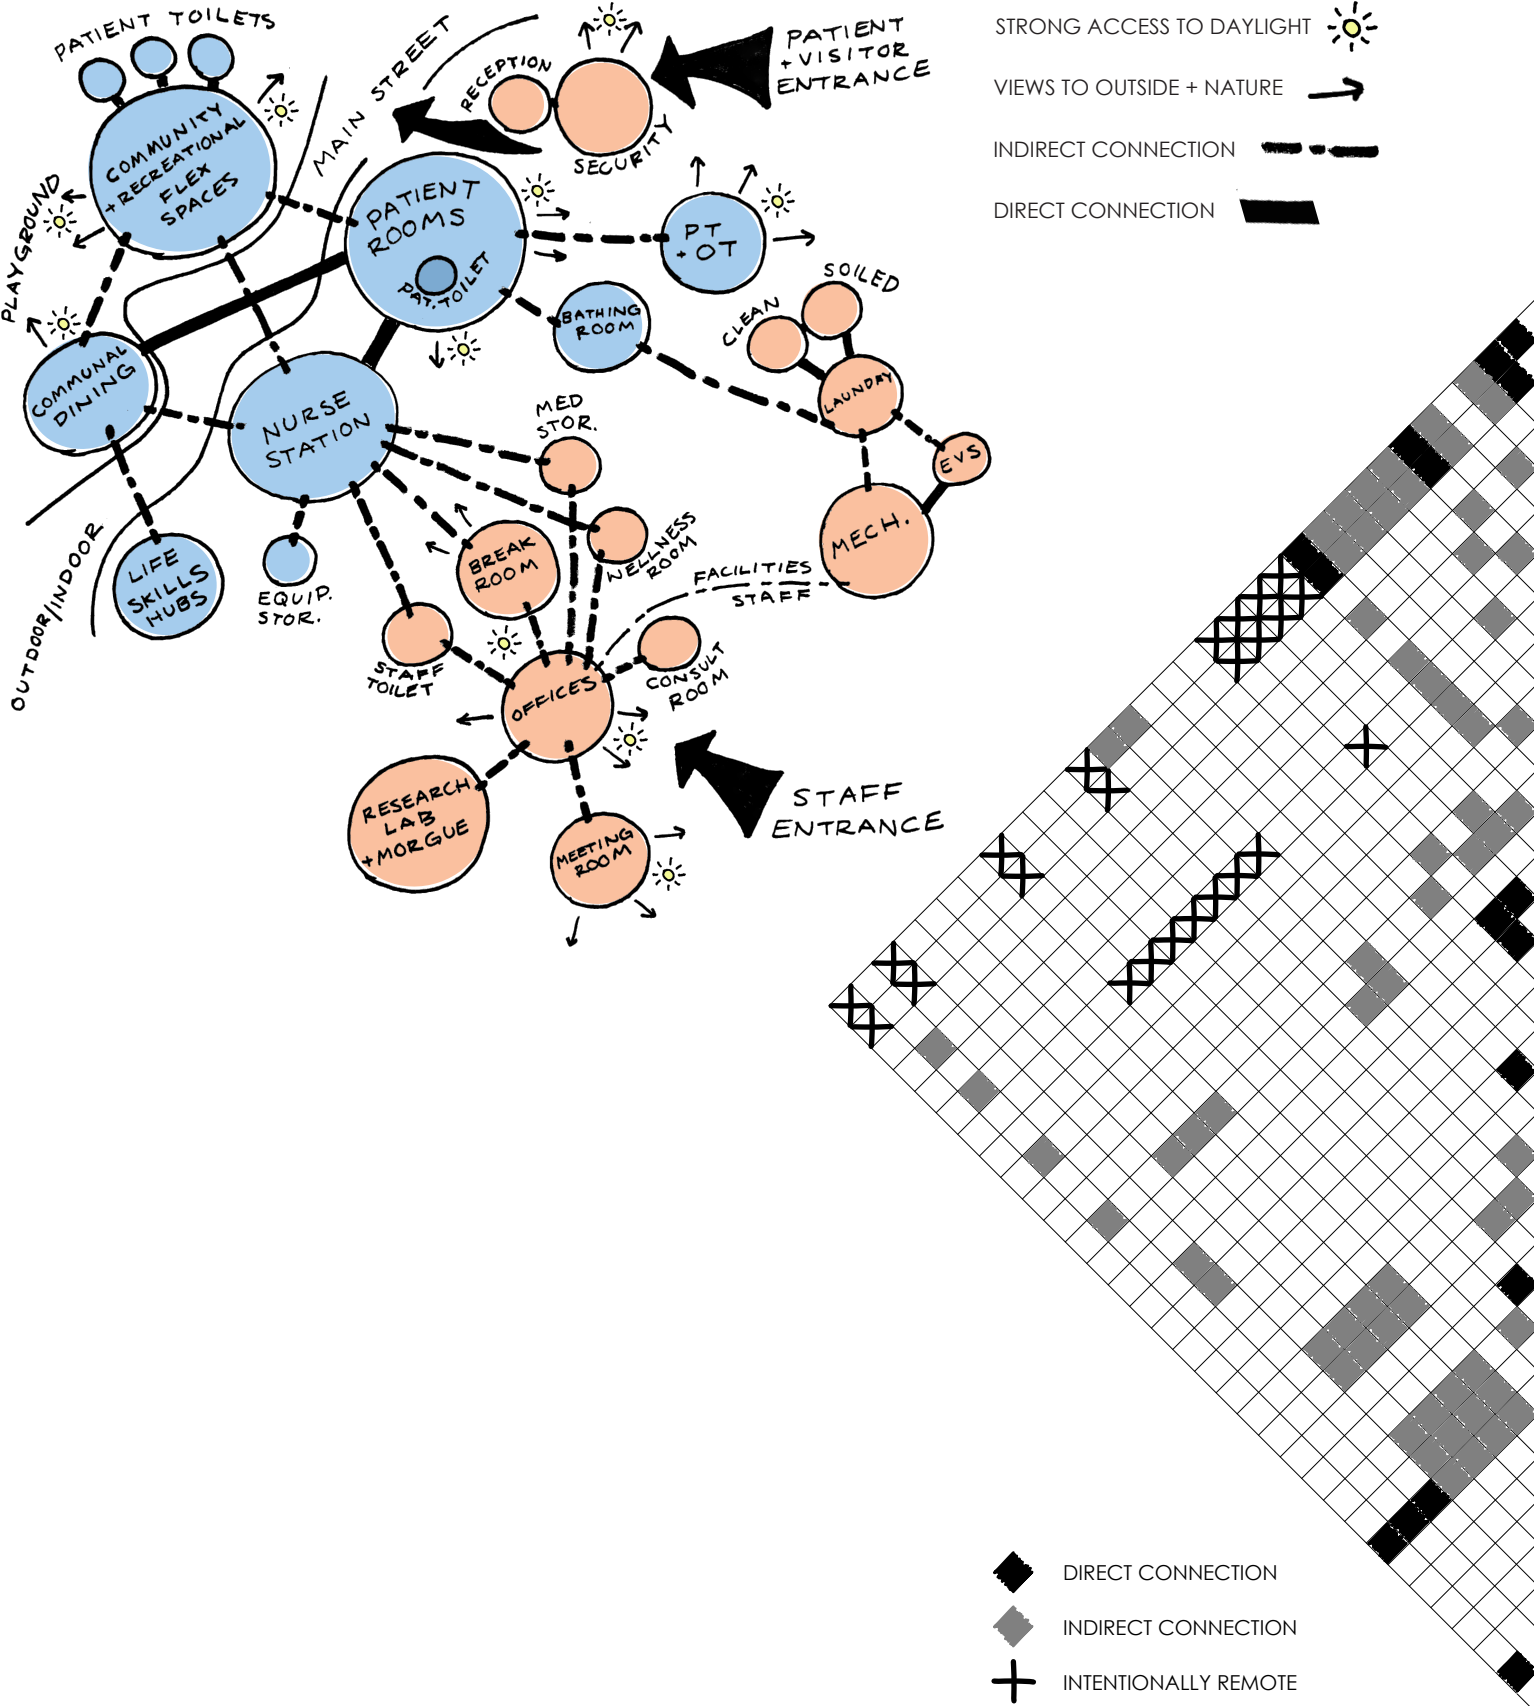 PATIENT TOILETS
COMMUNITY
+RECREATIONAL
FLEX
SPACES
PLAYGROUND
MAIN STREET
RECEPTION
SECURITY
PATIENT
+VISITOR
ENTRANCE
PATIENT
ROOMS
PAT. TOILET
PT
+ OT
BATHING
ROOM
CLEAN
SOILED
LAUNDRY
EVS
MECH.
COMMUNAL
DINING
NURSE
STATION
MED
STOR.
WELLNESS
ROOM
BREAK
ROOM
FACILITIES
STAFF
LIFE
SKILLS
HUBS
EQUIP.
STOR.
OUTDOOR/INDOOR
STAFF
TOILET
CONSULT
ROOM
OFFICES
RESEARCH
LAB
+MORGUE
MEETING
ROOM
STAFF
ENTRANCE
STRONG ACCESS TO DAYLIGHT
VIEWS TO OUTSIDE + NATURE
INDIRECT CONNECTION
DIRECT CONNECTION
DIRECT CONNECTION
INDIRECT CONNECTION
INTENTIONALLY REMOTE